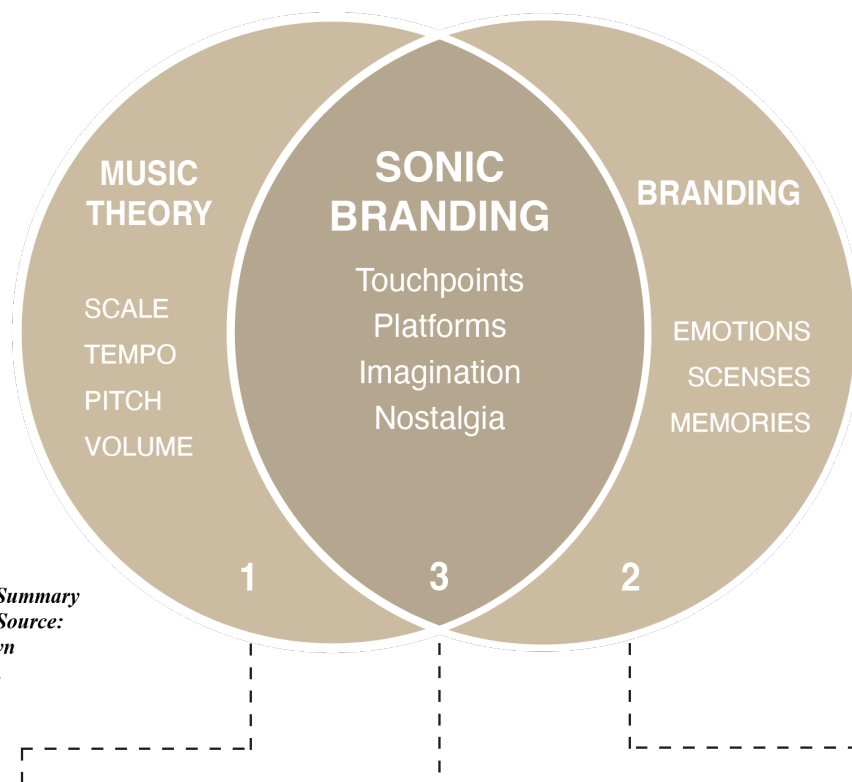 MUSIC
THEORY
SCALE
TEMPO
PITCH
VOLUME
SONIC
BRANDING
Touchpoints
Platforms
Imagination
Nostalgia
BRANDING
EMOTIONS
SCENSES
MEMORIES
1
3
2
Summary
Source: